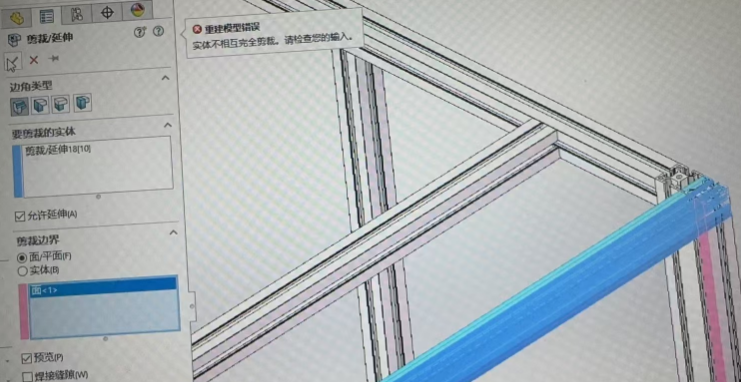 剪裁/延伸
重建模型错误
实体不相互完全剪裁。请检查您的输入。
边角类型
要剪裁的实体
剪裁/延伸18[10]
允许延伸(A)
剪裁边界
面/平面(F)
实体(B)
面<1>
预览(P)
焊接缝隙(W)